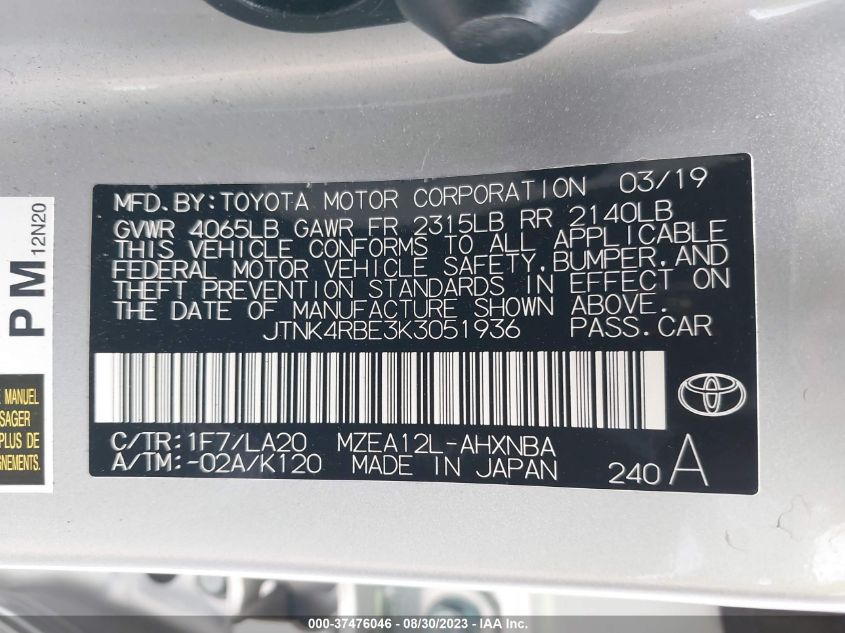 MFD. BY: TOYOTA MOTOR CORPORATION 03/19
GVWR 4065LB GAWR FR 2315LB RR 2140LB
THIS VEHICLE CONFORMS TO ALL APPLICABLE
FEDERAL MOTOR VEHICLE SAFETY, BUMPER, AND
THEFT PREVENTION STANDARDS IN EFFECT ON
THE DATE OF MANUFACTURE SHOWN ABOVE.
JTNK4RBE3K3051936 PASS. CAR
C/TR: 1F7/LA20 MZEA12L-AHXNBA
A/TM: -02A/K120 MADE IN JAPAN 240 A
PM
12N20
MANUEL
PLUS DE
000-37476046 - 08/30/2023 - IAA Inc.